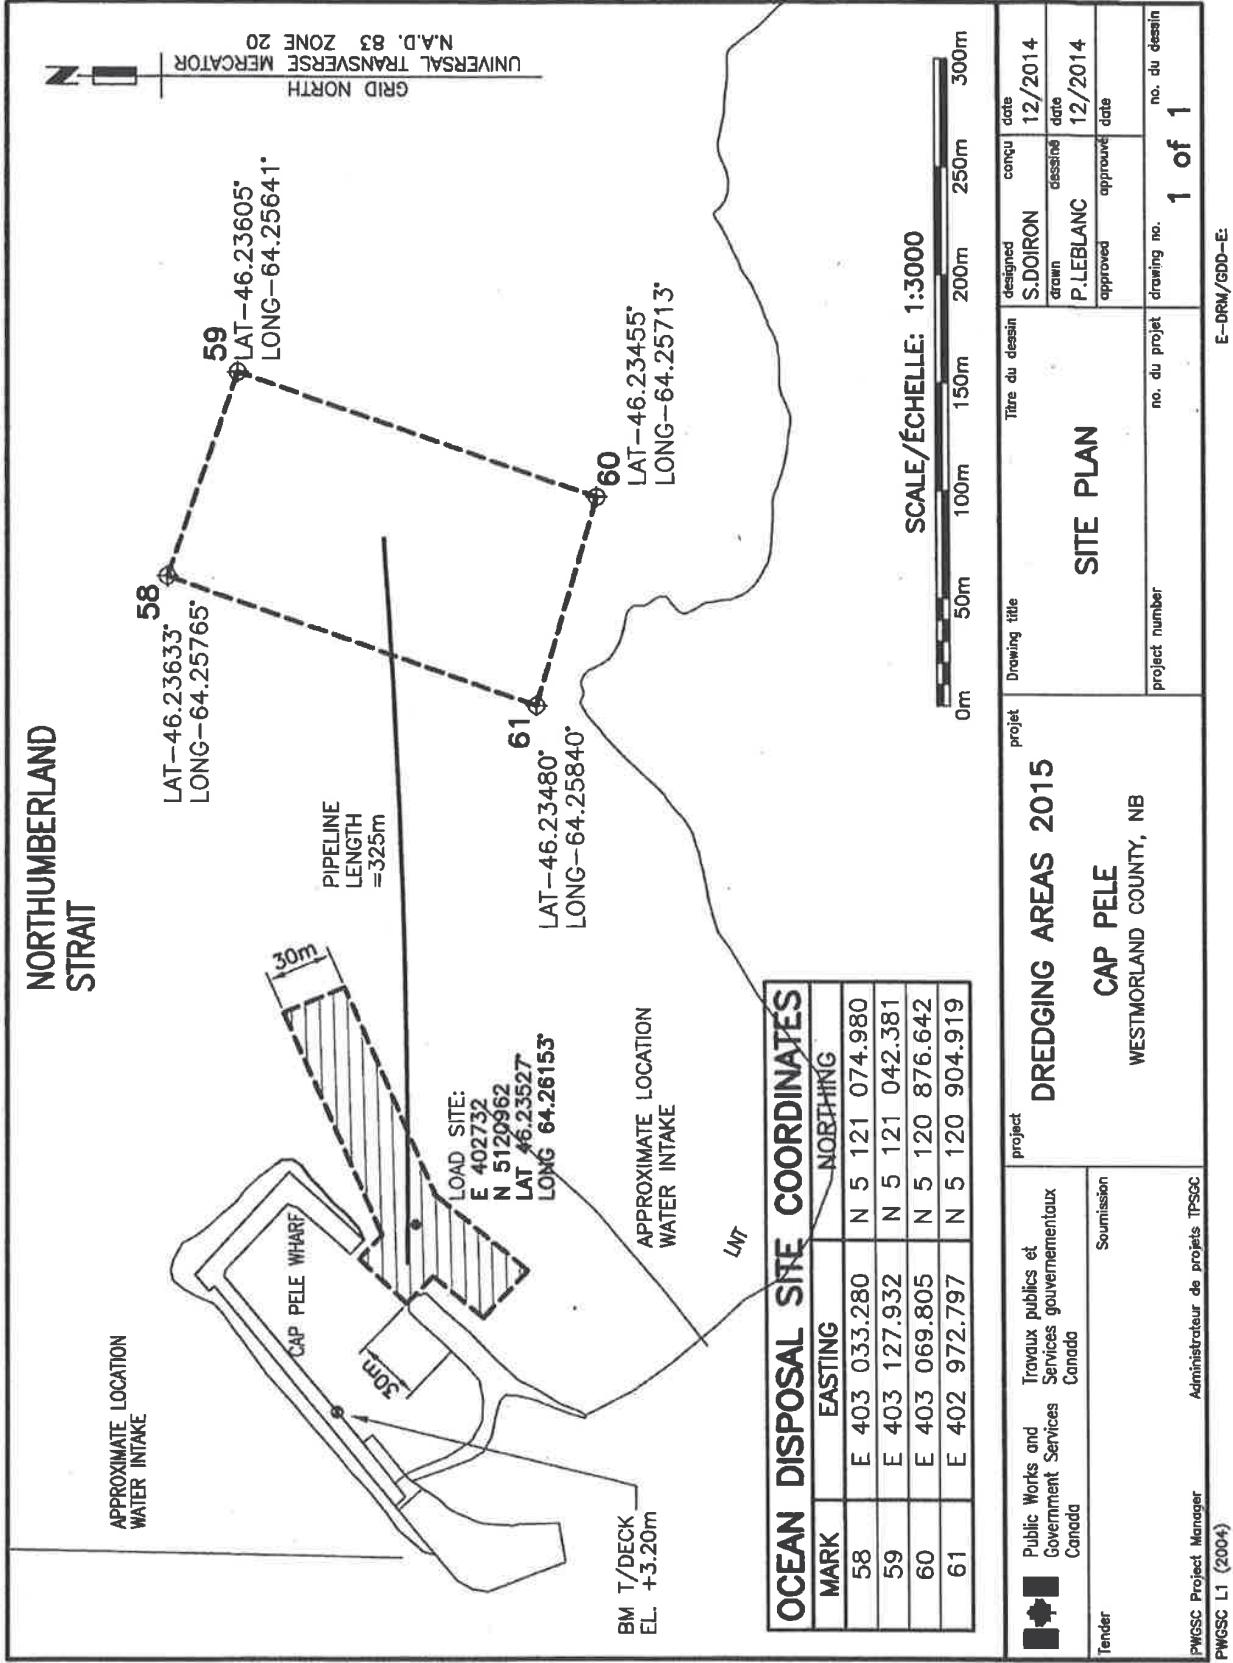 NORTHUMBERLAND
STRAIT
GRID NORTH
UNIVERSAL TRANSVERSE MERCATOR
N.A.D. 83 ZONE 20
N
APPROXIMATE LOCATION
WATER INTAKE
CAP PELE WHARF
30m
30m
BM T/DECK
EL. +3.20m
LOAD SITE:
E 402732
N 5120962
LAT 46.23527°
LONG 64.26153°
PIPELINE
LENGTH
=325m
58
LAT-46.23633°
LONG-64.25765°
59
LAT-46.23605°
LONG-64.25641°
60
LAT-46.23455°
LONG-64.25713°
61
LAT-46.23480°
LONG-64.25840°
APPROXIMATE LOCATION
WATER INTAKE
LNT
OCEAN DISPOSAL SITE COORDINATES
MARK EASTING NORTHING
58 E 403 033.280 N 5 121 074.980
59 E 403 127.932 N 5 121 042.381
60 E 403 069.805 N 5 120 876.642
61 E 402 972.797 N 5 120 904.919
SCALE/ÉCHELLE: 1:3000
0m 50m 100m 150m 200m 250m 300m
Public Works and
Government Services
Canada
Travaux publics et
Services gouvernementaux
Canada
Tender Soumission
PWGSC Project Manager Administrateur de projets TPSGC
project projet
DREDGING AREAS 2015
CAP PELE
WESTMORLAND COUNTY, NB
Drawing title Titre du dessin
SITE PLAN
project number no. du projet
designed conçu
S.DOIRON
date
12/2014
drawn dessiné
P.LEBLANC
date
12/2014
approved approuvé
date
drawing no. no. du dessin
1 of 1
PWGSC L1 (2004)
E-DRM/GDD-E: